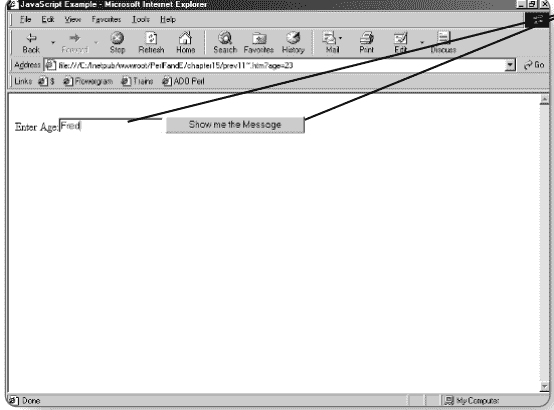 JavaScript Example - Microsoft Internet Explorer
File Edit View Favorites Tools Help
Back Forward Stop Refresh Home Search Favorites History Mail Print Edit Discuss
Address file:///C:/Inetpub/wwwroot/PerlFandE/chapter15/prev11~.htm?age=23 Go
Links $ Flowergram Trains ADO Perl
Enter Age: Fred Show me the Message
Done My Computer